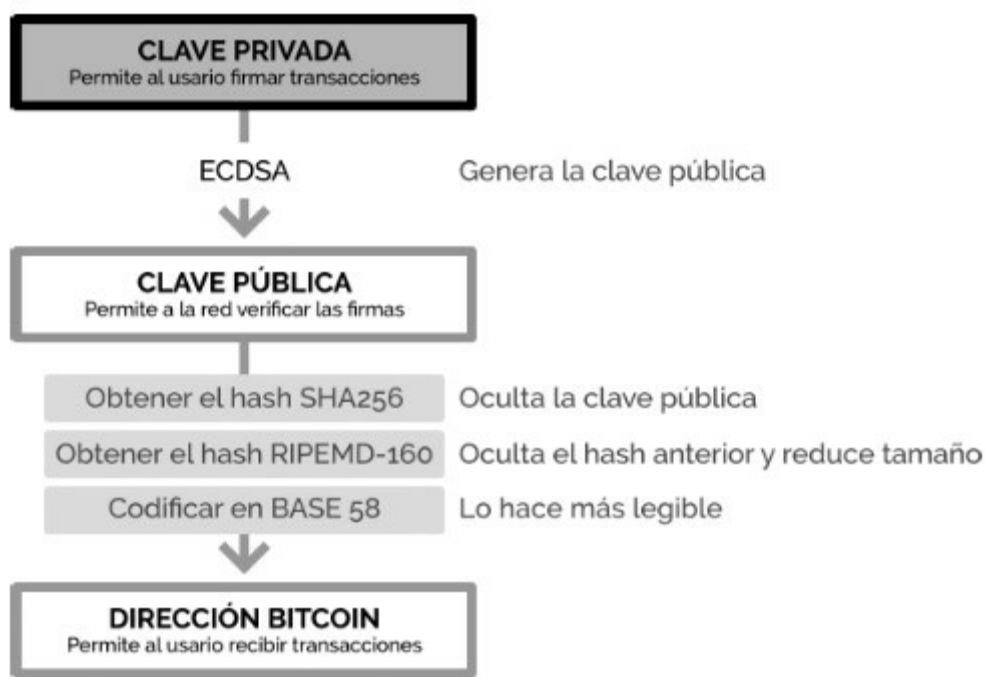 CLAVE PRIVADA
Permite al usario firmar transacciones
ECDSA Genera la clave pública
CLAVE PÚBLICA
Permite a la red verificar las firmas
Obtener el hash SHA256 Oculta la clave pública
Obtener el hash RIPEMD-160 Oculta el hash anterior y reduce tamaño
Codificar en BASE 58 Lo hace más legible
DIRECCIÓN BITCOIN
Permite al usuario recibir transacciones